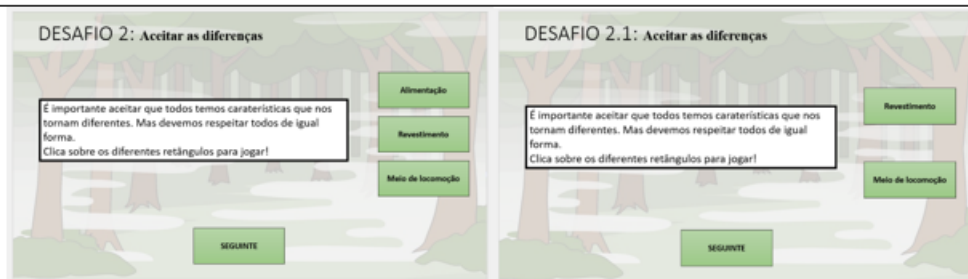 DESAFIO 2: Aceitar as diferenças
É importante aceitar que todos temos caraterísticas que nos
tornam diferentes. Mas devemos respeitar todos de igual
forma.
Clica sobre os diferentes retângulos para jogar!
Alimentação
Revestimento
Meio de locomoção
SEGUINTE
DESAFIO 2.1: Aceitar as diferenças
É importante aceitar que todos temos caraterísticas que nos
tornam diferentes. Mas devemos respeitar todos de igual
forma.
Clica sobre os diferentes retângulos para jogar!
Revestimento
Meio de locomoção
SEGUINTE